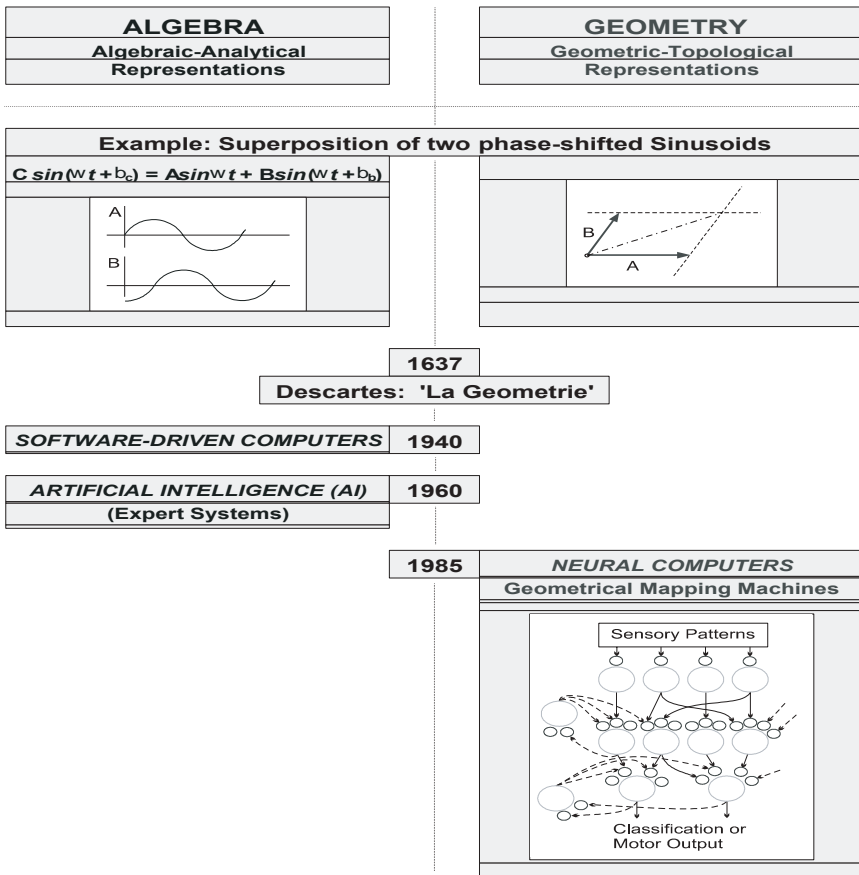 ALGEBRA
Algebraic-Analytical
Representations
GEOMETRY
Geometric-Topological
Representations
Example: Superposition of two phase-shifted Sinusoids
C sin(wt+b_c) = Asinwt + Bsin(wt+b_b)
A
B
B
A
1637
Descartes: 'La Geometrie'
SOFTWARE-DRIVEN COMPUTERS
1940
ARTIFICIAL INTELLIGENCE (AI)
1960
(Expert Systems)
1985
NEURAL COMPUTERS
Geometrical Mapping Machines
Sensory Patterns
Classification or
Motor Output